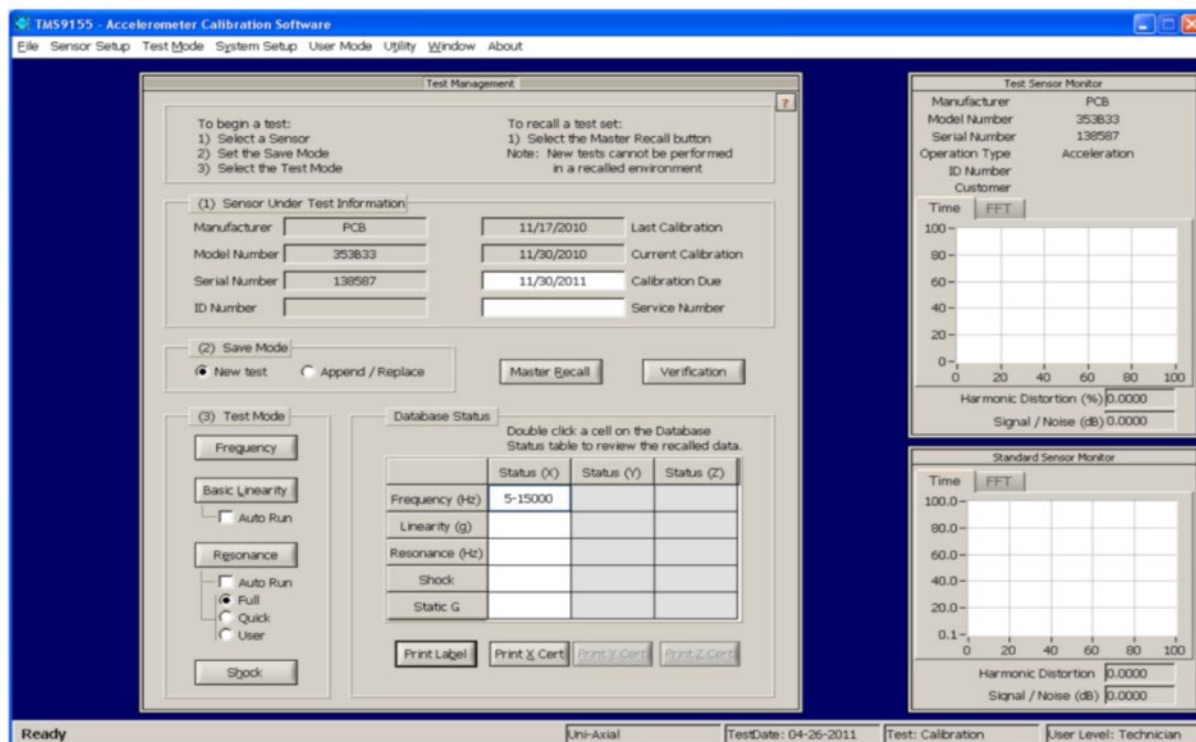 TMS9155 - Accelerometer Calibration Software
File Sensor Setup Test Mode System Setup User Mode Utility Window About
Test Management
?
To begin a test:
1) Select a Sensor
2) Set the Save Mode
3) Select the Test Mode
To recall a test set:
1) Select the Master Recall button
Note: New tests cannot be performed
in a recalled environment
(1) Sensor Under Test Information
Manufacturer PCB 11/17/2010 Last Calibration
Model Number 353B33 11/30/2010 Current Calibration
Serial Number 138587 11/30/2011 Calibration Due
ID Number Service Number
(2) Save Mode
New test Append / Replace
Master Recall Verification
(3) Test Mode
Frequency
Basic Linearity
Auto Run
Resonance
Auto Run
Full
Quick
User
Shock
Database Status
Double click a cell on the Database
Status table to review the recalled data.
Status (X) Status (Y) Status (Z)
Frequency (Hz) 5-15000
Linearity (g)
Resonance (Hz)
Shock
Static G
Print Label Print X Cert Print Y Cert Print Z Cert
Test Sensor Monitor
Manufacturer PCB
Model Number 353B33
Serial Number 138587
Operation Type Acceleration
ID Number
Customer
Time FFT
100
80
60
40
20
0
0 20 40 60 80 100
Harmonic Distortion (%) 0.0000
Signal / Noise (dB) 0.0000
Standard Sensor Monitor
Time FFT
100.0
80.0
60.0
40.0
20.0
0.1
0 20 40 60 80 100
Harmonic Distortion 0.0000
Signal / Noise (dB) 0.0000
Ready Uni-Axial TestDate: 04-26-2011 Test: Calibration User Level: Technician